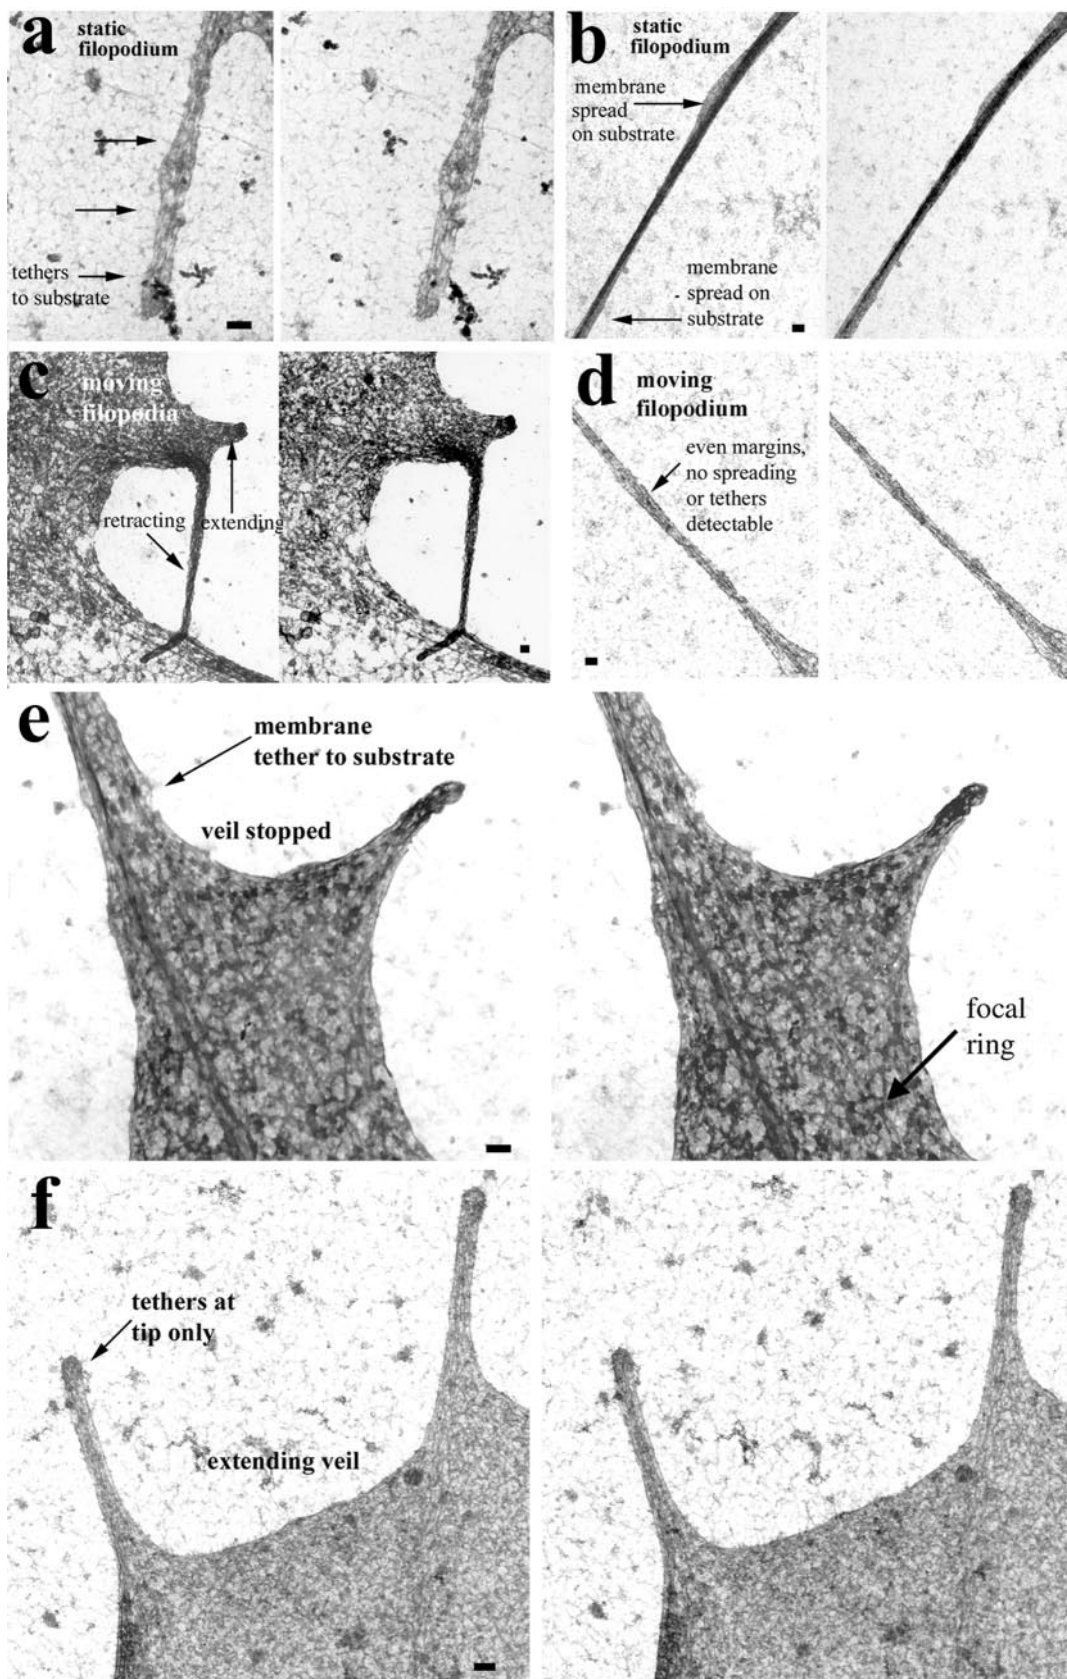 a
static
filopodium
tethers
to substrate
b
static
filopodium
membrane
spread
on substrate
membrane
spread on
substrate
c
moving
filopodia
retracting
extending
d
moving
filopodium
even margins,
no spreading
or tethers
detectable
e
membrane
tether to substrate
veil stopped
focal
ring
f
tethers at
tip only
extending veil